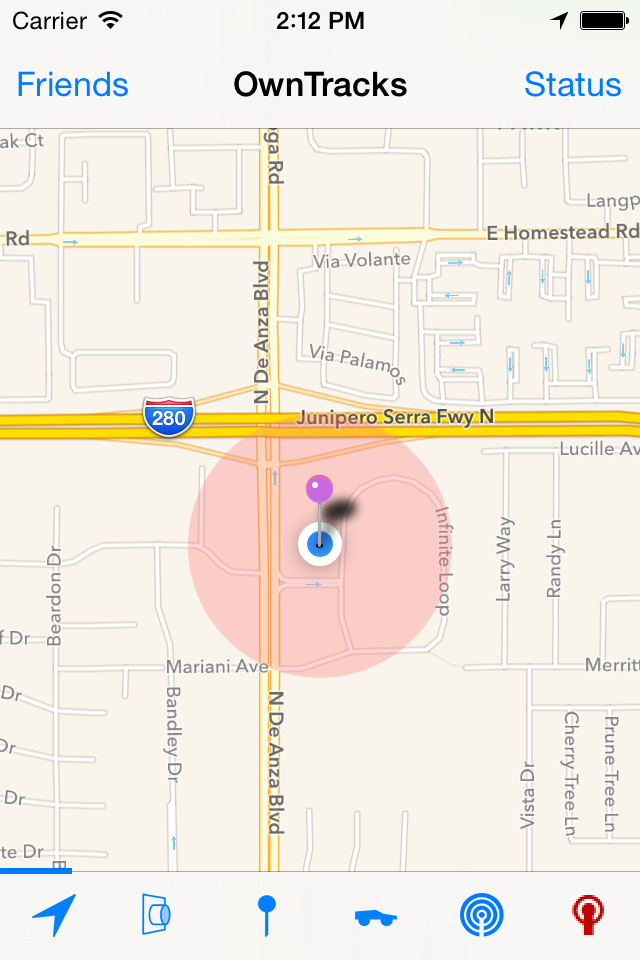 Carrier 2:12 PM
Friends OwnTracks Status
ak Ct
ga Rd
Langp
Rd
E Homestead Rd
Via Volante
N De Anza Blvd
Via Palamos
280
Junipero Serra Fwy N
Lucille Av
Infinite Loop
Larry Way
Randy Ln
Beardon Dr
f Dr
Mariani Ave
Merritt
Dr
Bandley Dr
N De Anza Blvd
Dr
Vista Dr
Cherry Tree Ln
Prune Tree Ln
Dr
te Dr
B